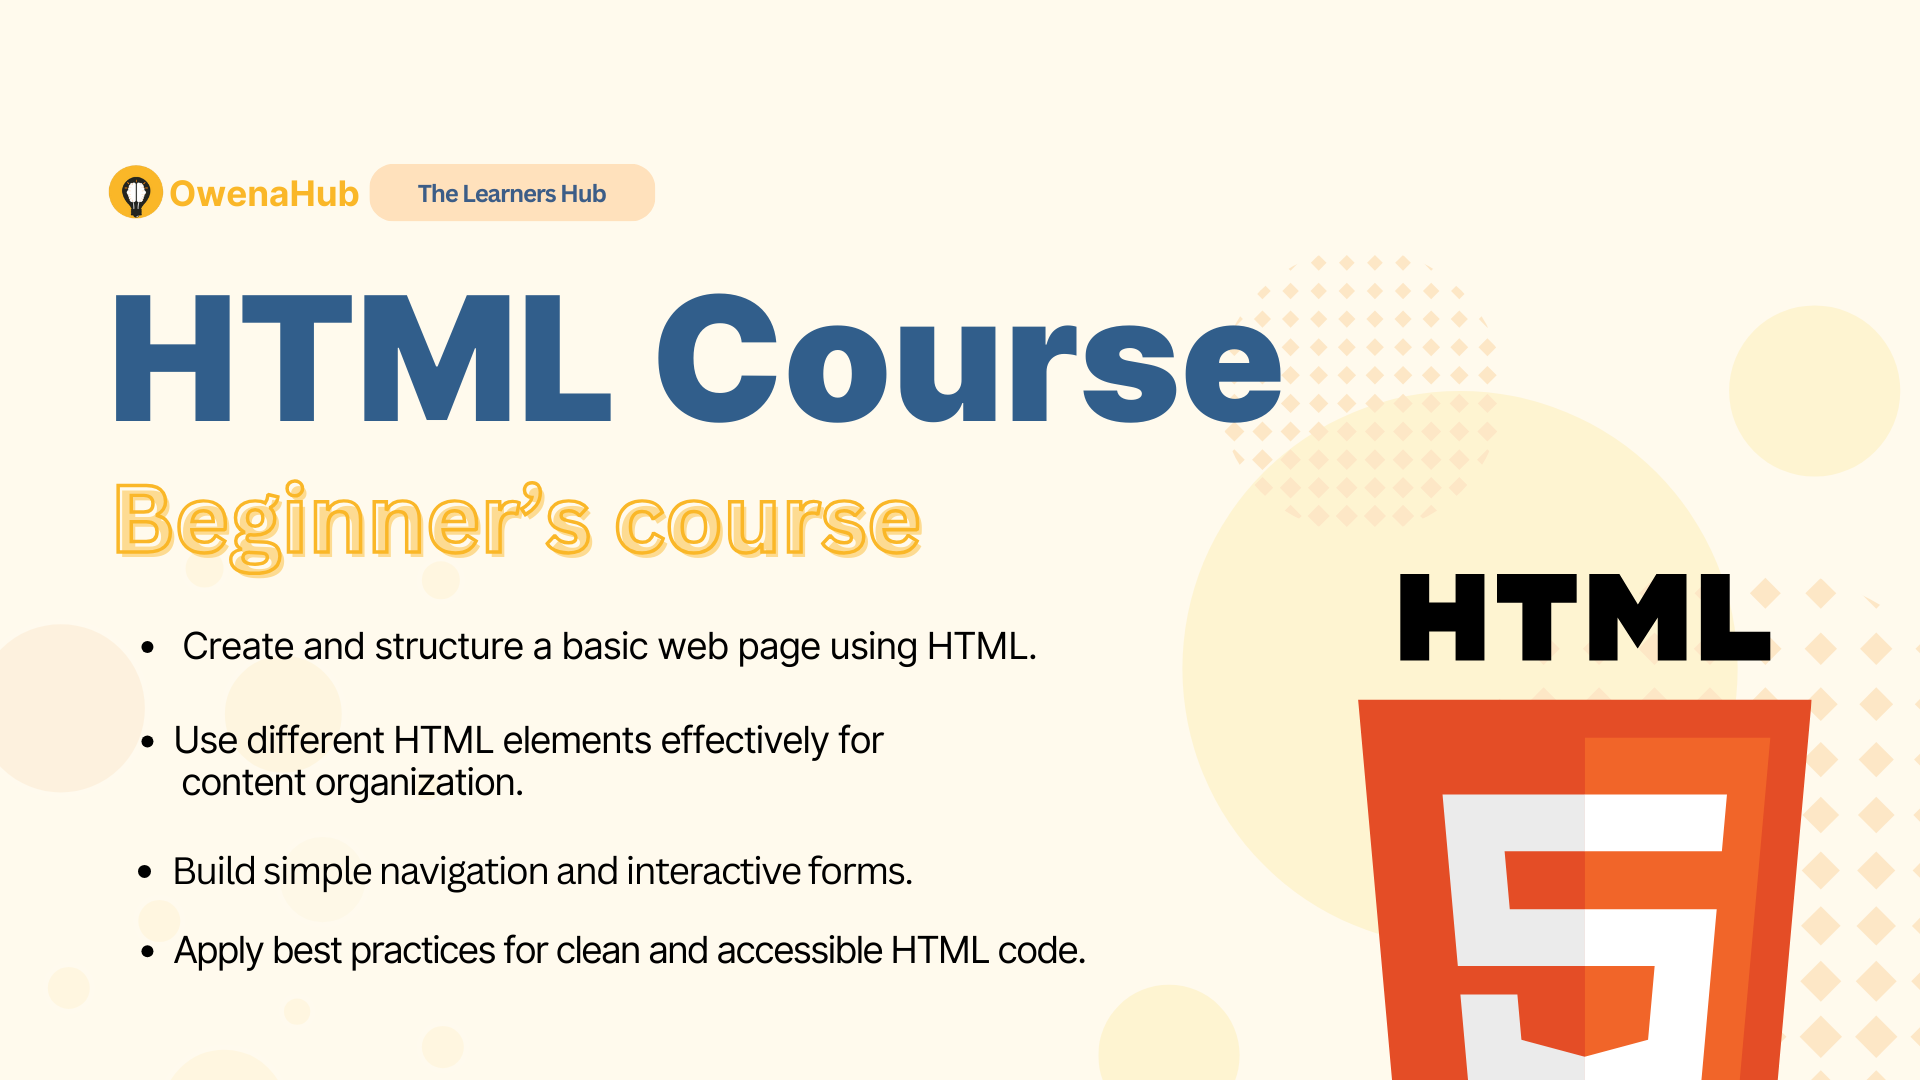 OwenaHub
The Learners Hub
HTML Course
Beginner’s course
• Create and structure a basic web page using HTML.
• Use different HTML elements effectively for
content organization.
• Build simple navigation and interactive forms.
• Apply best practices for clean and accessible HTML code.
HTML
5